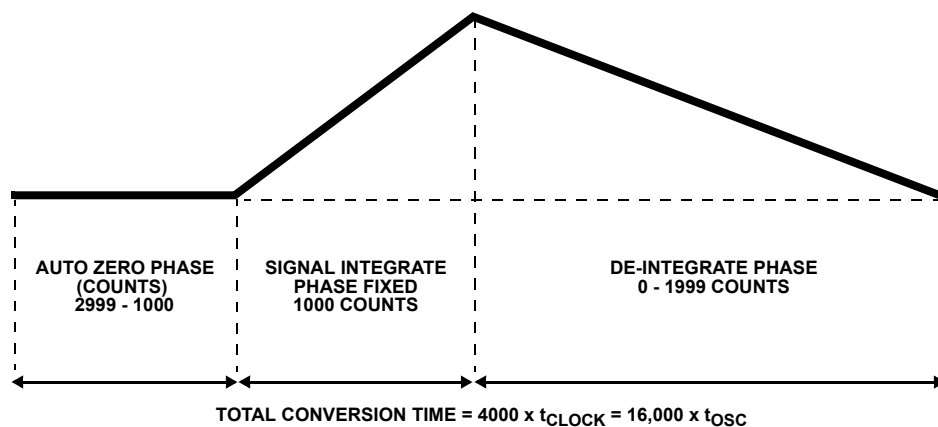 AUTO ZERO PHASE
(COUNTS)
2999 - 1000
SIGNAL INTEGRATE
PHASE FIXED
1000 COUNTS
DE-INTEGRATE PHASE
0 - 1999 COUNTS
TOTAL CONVERSION TIME = 4000 x tCLOCK = 16,000 x tOSC